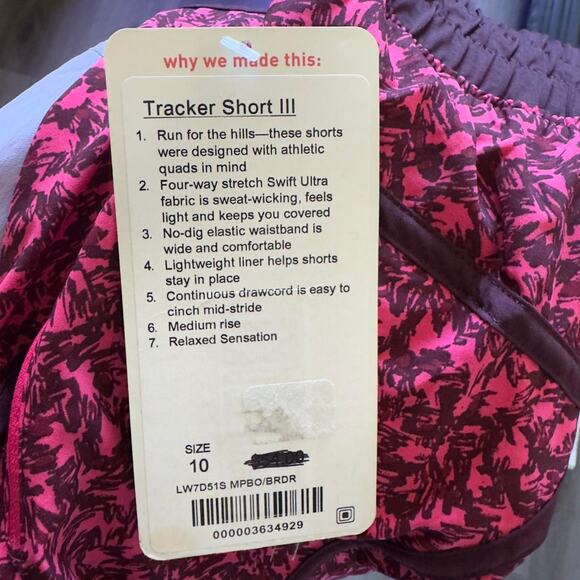 why we made this:
Tracker Short III
1. Run for the hills—these shorts
were designed with athletic
quads in mind
2. Four-way stretch Swift Ultra
fabric is sweat-wicking, feels
light and keeps you covered
3. No-dig elastic waistband is
wide and comfortable
4. Lightweight liner helps shorts
stay in place
5. Continuous drawcord is easy to
cinch mid-stride
6. Medium rise
7. Relaxed Sensation
SIZE
10
LW7D51S MPBO/BRDR
000003634929